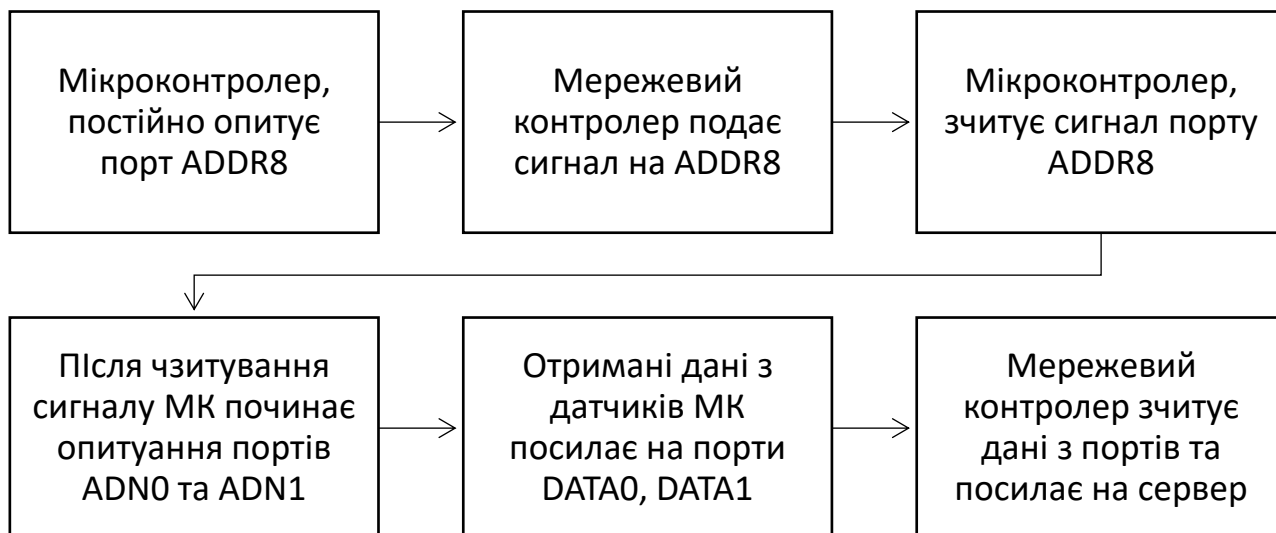 Мікроконтролер,
постійно опитує
порт ADDR8
Мережевий
контролер подає
сигнал на ADDR8
Мікроконтролер,
зчитує сигнал порту
ADDR8
ПІсля чзитування
сигналу МК починає
опитуання портів
ADN0 та ADN1
Отримані дані з
датчиків МК
посилає на порти
DATA0, DATA1
Мережевий
контролер зчитує
дані з портів та
посилає на сервер